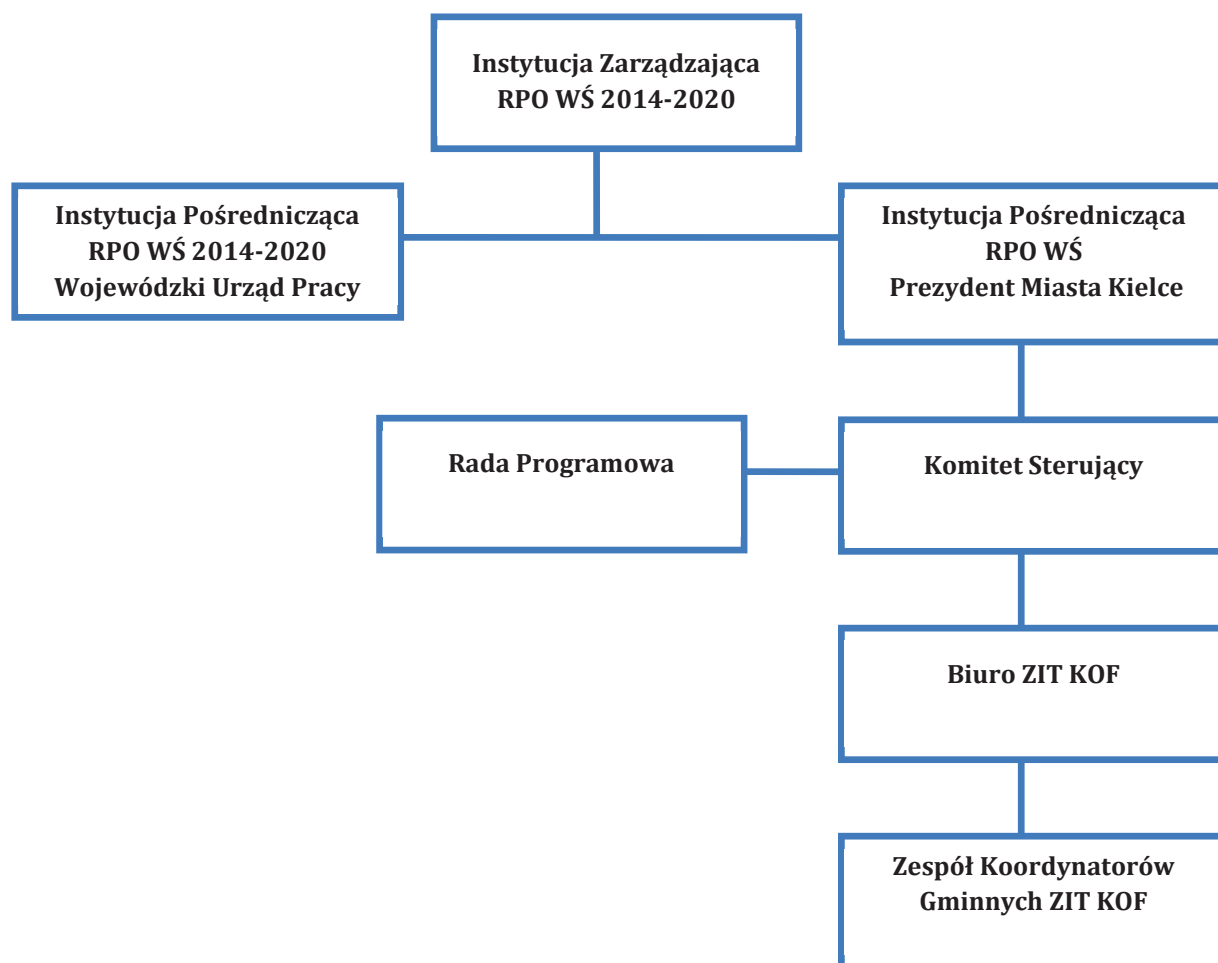 Instytucja Zarządzająca
RPO WŚ 2014-2020
Instytucja Pośrednicząca
RPO WŚ 2014-2020
Wojewódzki Urząd Pracy
Instytucja Pośrednicząca
RPO WŚ
Prezydent Miasta Kielce
Rada Programowa
Komitet Sterujący
Biuro ZIT KOF
Zespół Koordynatorów
Gminnych ZIT KOF